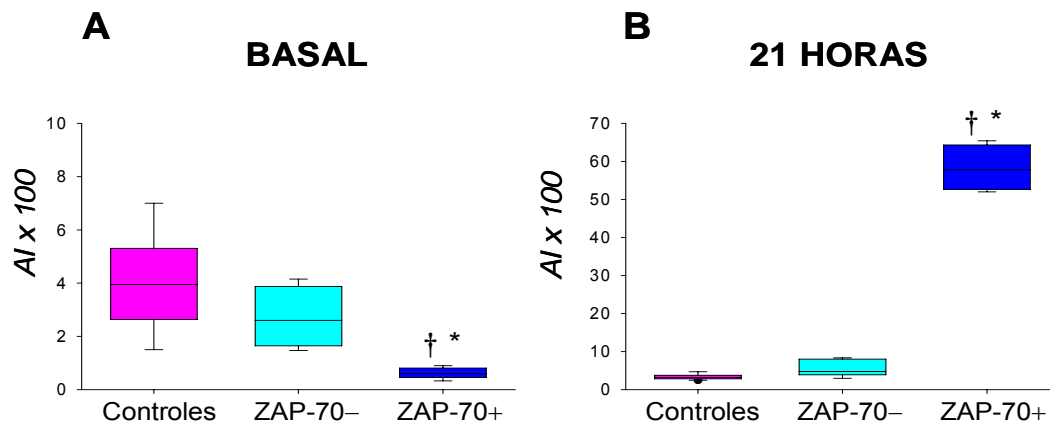 A
BASAL
AI x 100
10
8
6
4
2
0
† *
Controles ZAP-70− ZAP-70+
B
21 HORAS
AI x 100
70
60
50
40
30
20
10
0
† *
Controles ZAP-70− ZAP-70+